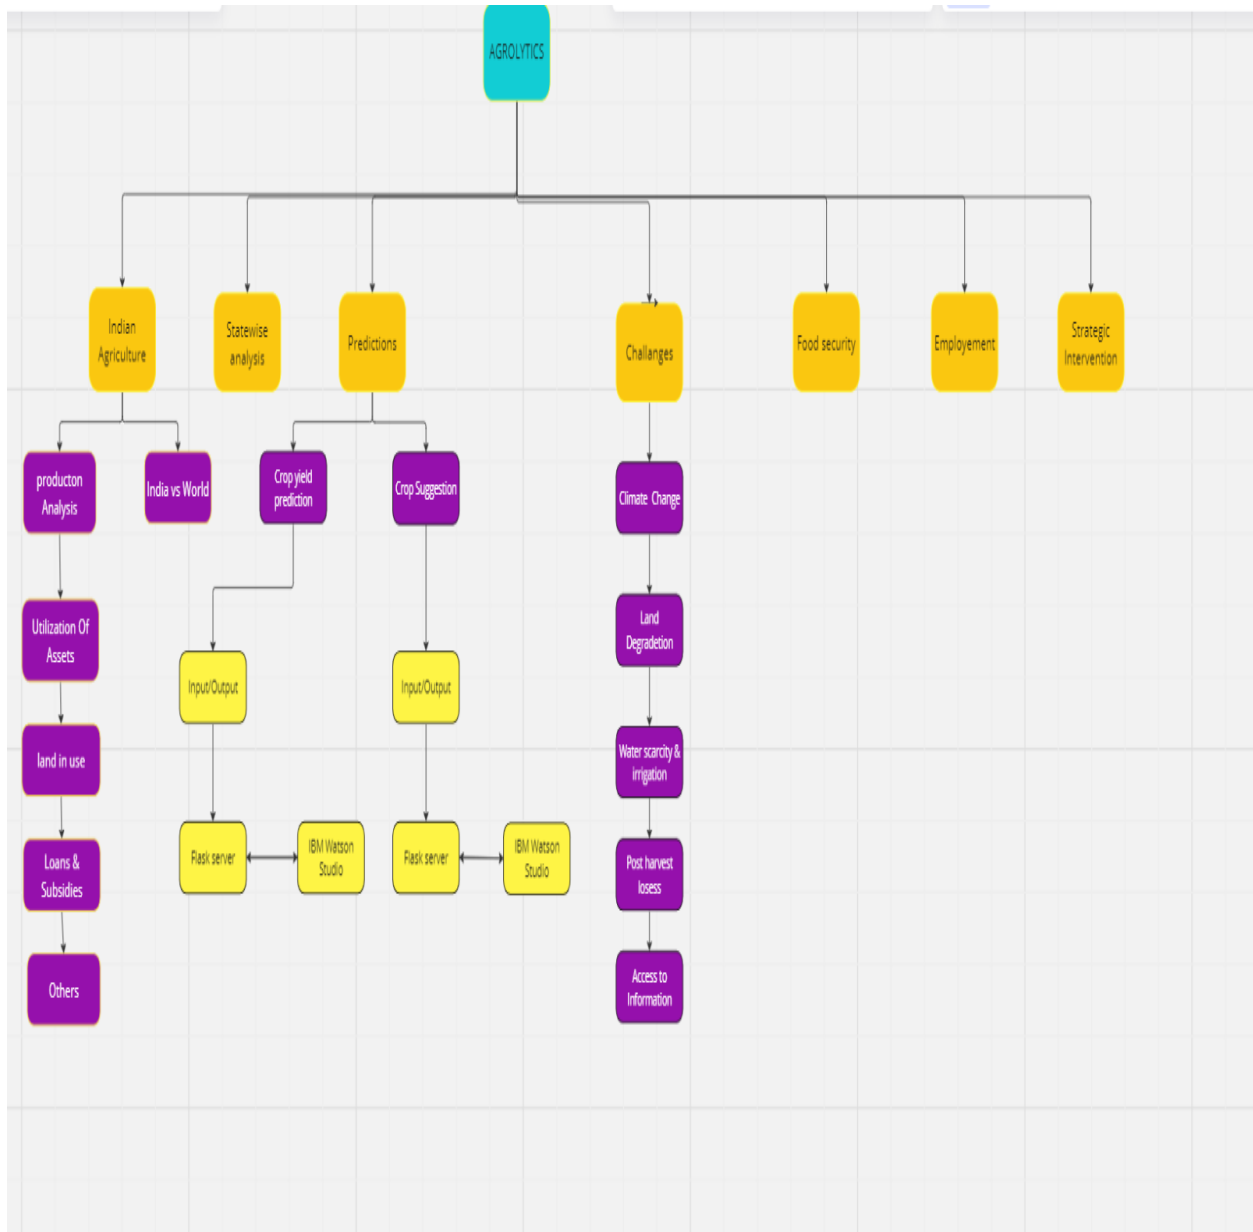 AGROLYTICS
Indian
Agriculture
Statewise
analysis
Predictions
Challanges
Food security
Employement
Strategic
Intervention
producton
Analysis
India vs World
Crop yield
prediction
Crop Suggestion
Climate Change
Utilization Of
Assets
Land
Degradetion
Input/Output
Input/Output
land in use
Water scarcity &
irrigation
Loans &
Subsidies
Flask server
IBM Watson
Studio
Flask server
IBM Watson
Studio
Post harvest
losess
Others
Access to
Information